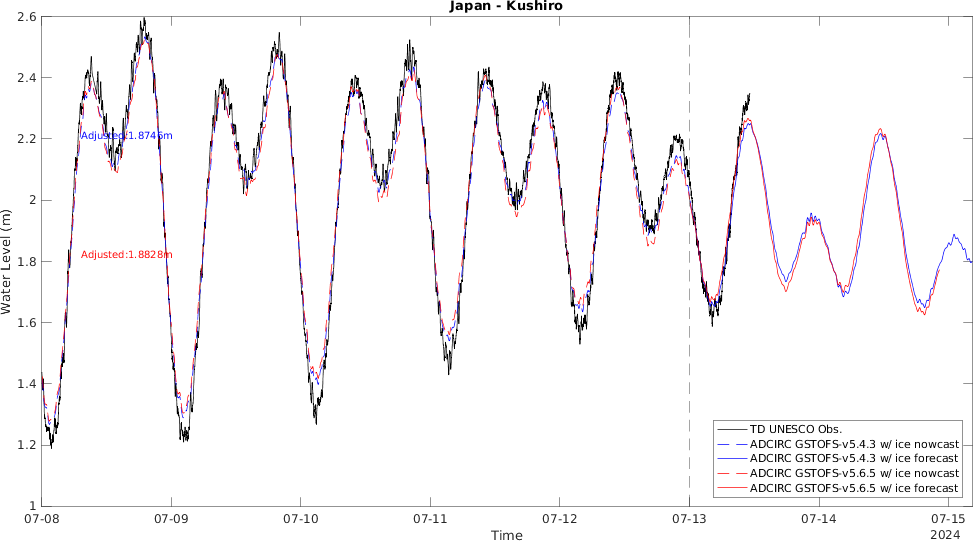 Japan - Kushiro
2.6
2.4
2.2
2
1.8
1.6
1.4
1.2
1
Water Level (m)
Adjusted:1.8746m
Adjusted:1.8828m
TD UNESCO Obs.
ADCIRC GSTOFS-v5.4.3 w/ ice nowcast
ADCIRC GSTOFS-v5.4.3 w/ ice forecast
ADCIRC GSTOFS-v5.6.5 w/ ice nowcast
ADCIRC GSTOFS-v5.6.5 w/ ice forecast
07-08 07-09 07-10 07-11 07-12 07-13 07-14 07-15
Time 2024